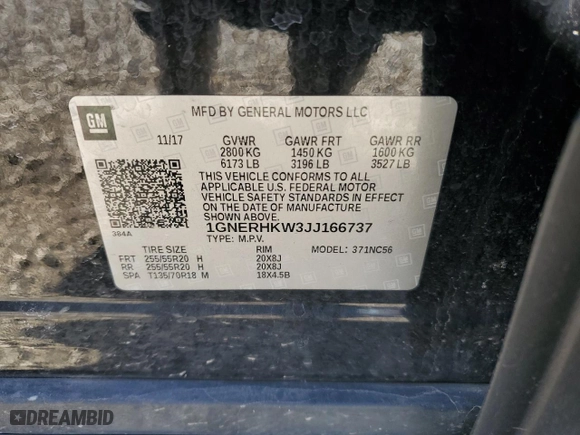 GM
MFD BY GENERAL MOTORS LLC
11/17 GVWR GAWR FRT GAWR RR
2800 KG 1450 KG 1600 KG
6173 LB 3196 LB 3527 LB
THIS VEHICLE CONFORMS TO ALL
APPLICABLE U.S. FEDERAL MOTOR
VEHICLE SAFETY STANDARDS IN EFFECT
ON THE DATE OF MANUFACTURE
SHOWN ABOVE.
384A 1GNERHKW3JJ166737
TYPE: M.P.V.
TIRE SIZE RIM MODEL: 371NC56
FRT 255/55R20 H 20X8J
RR 255/55R20 H 20X8J
SPA T135/70R18 M 18X4.5B
DREAMBID